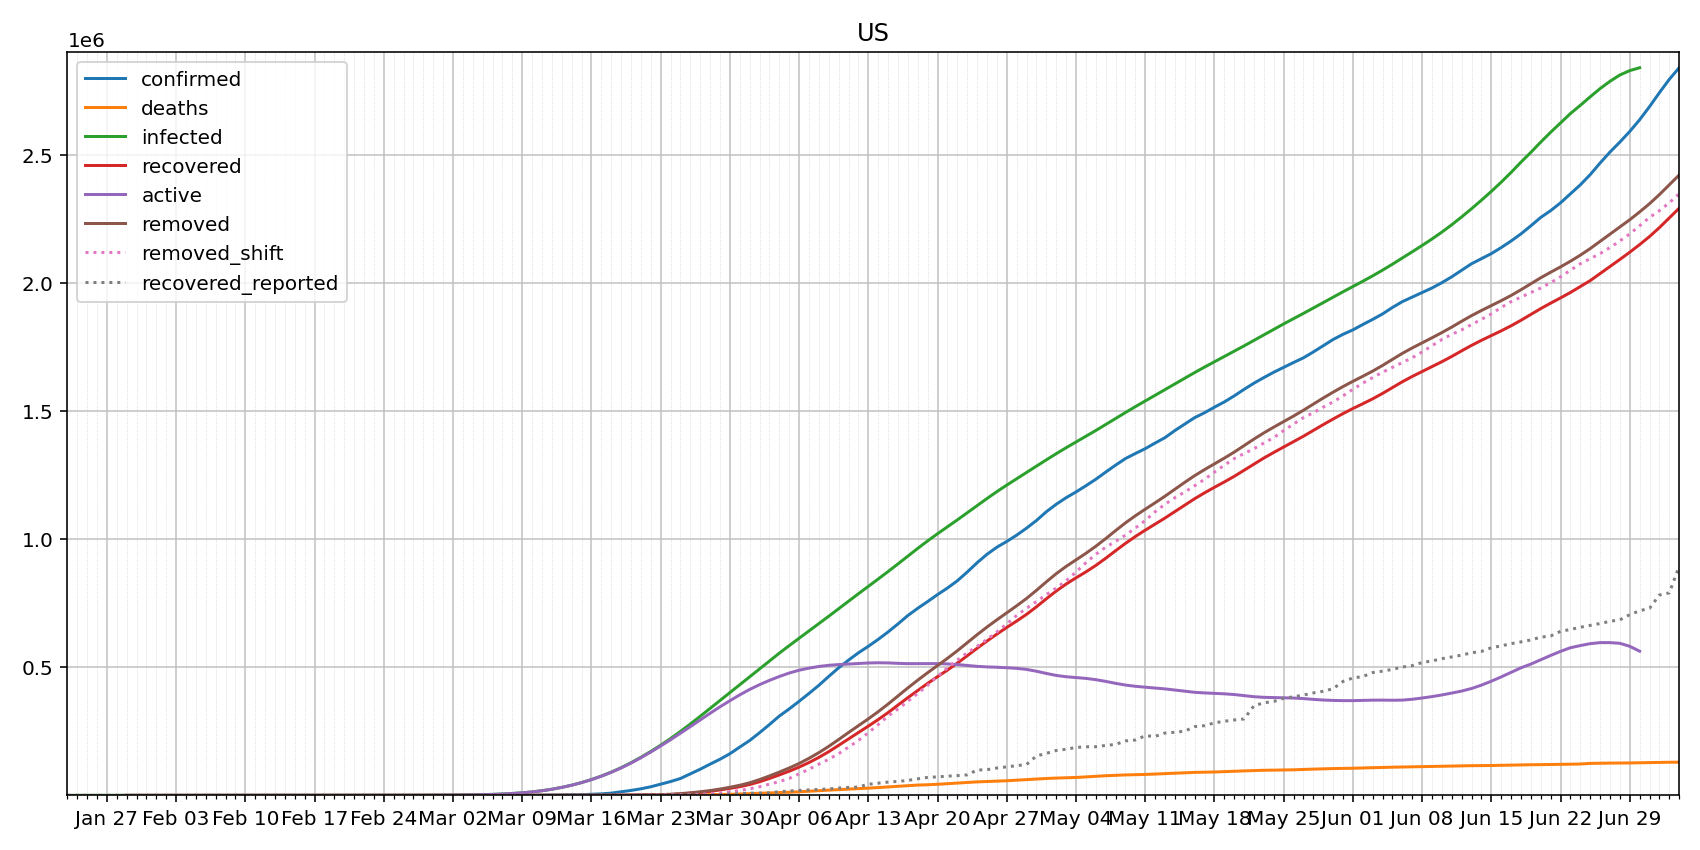 US
1e6
confirmed
deaths
infected
recovered
active
removed
removed_shift
recovered_reported
2.5
2.0
1.5
1.0
0.5
Jan 27 Feb 03 Feb 10 Feb 17 Feb 24 Mar 02 Mar 09 Mar 16 Mar 23 Mar 30 Apr 06 Apr 13 Apr 20 Apr 27 May 04 May 11 May 18 May 25 Jun 01 Jun 08 Jun 15 Jun 22 Jun 29